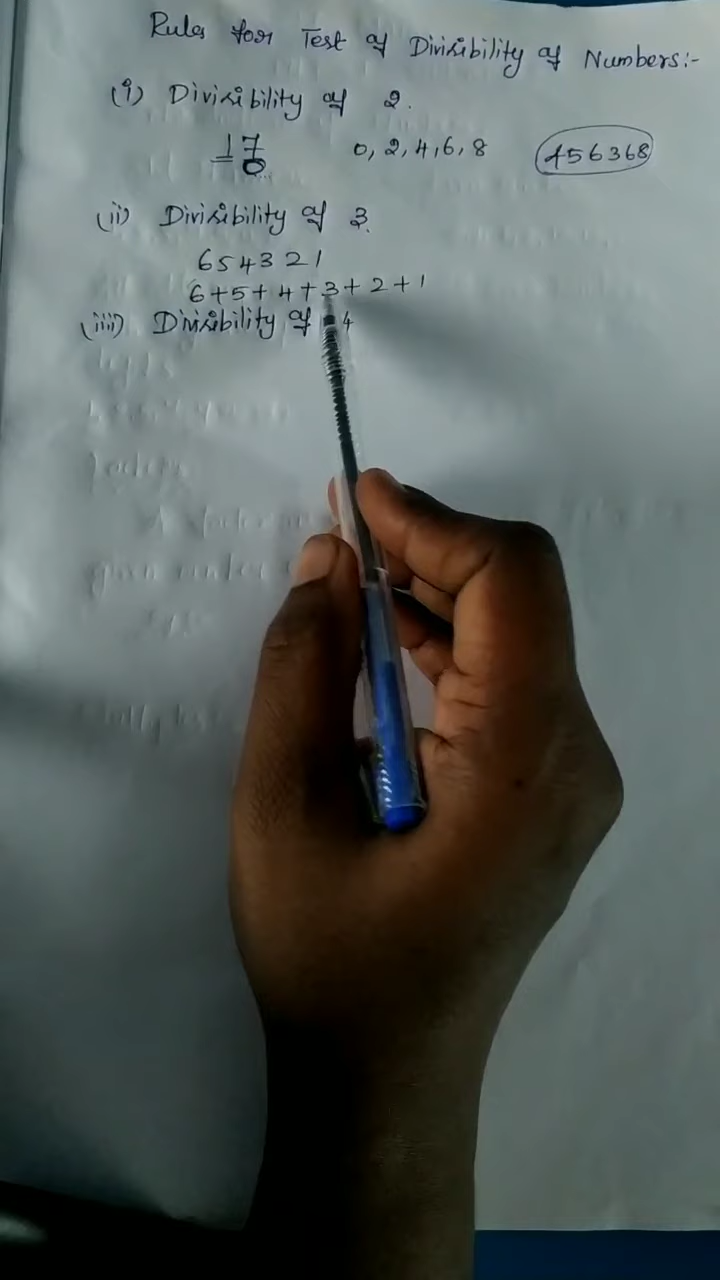 Rules for Test of Divisibility of Numbers:-
(i) Divisibility of 2.
0, 2, 4, 6, 8 456368
(ii) Divisibility of 3.
654321
6+5+4+3+2+1
(iii) Divisibility of 4